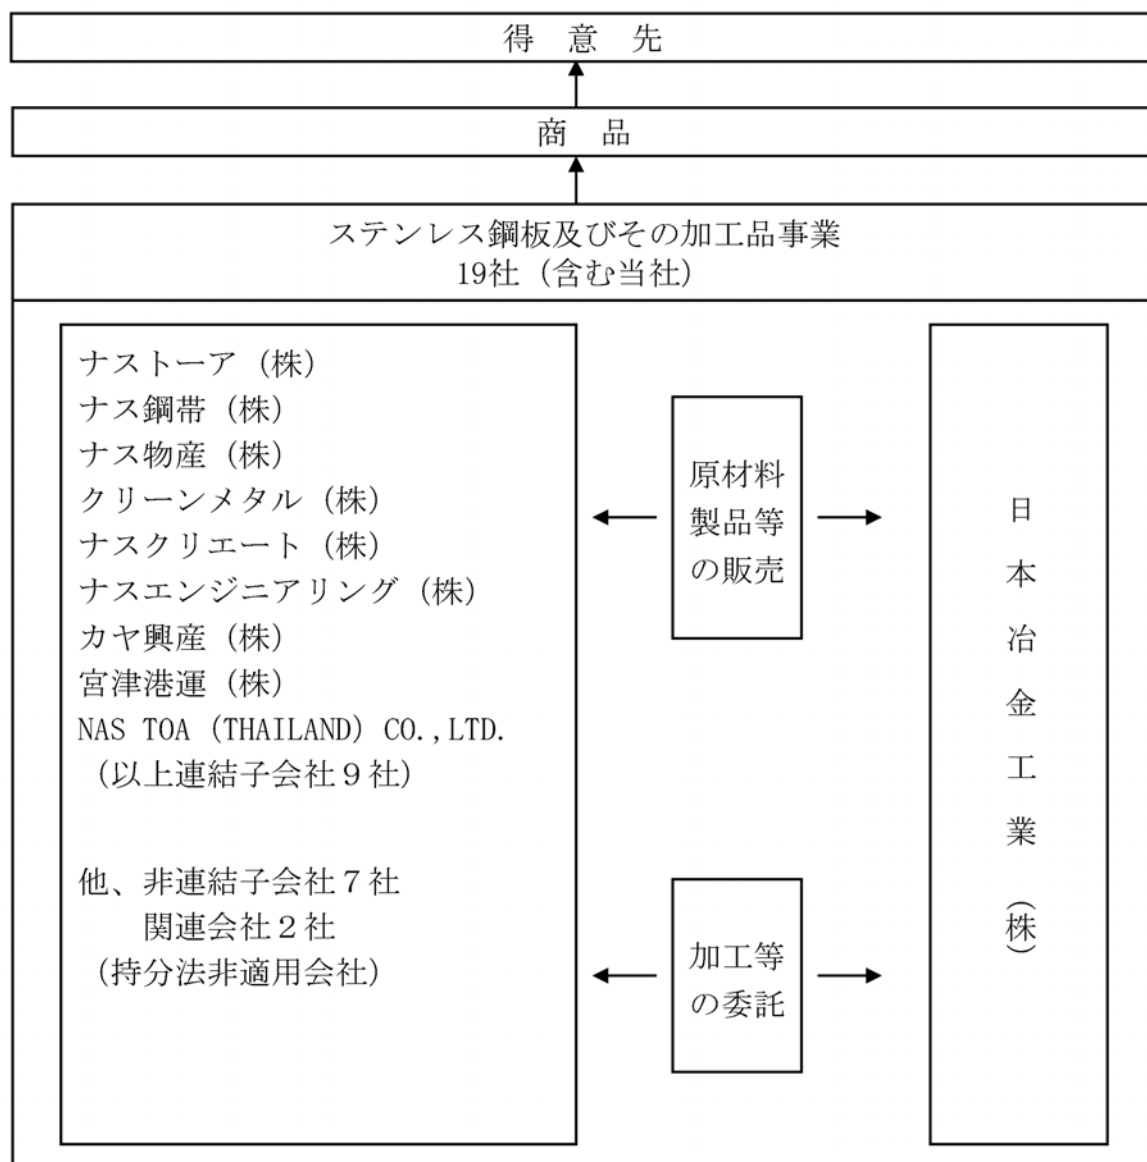 得　意　先
商　品
ステンレス鋼板及びその加工品事業
19社（含む当社）
ナストーア（株）
ナス鋼帯（株）
ナス物産（株）
クリーンメタル（株）
ナスクリエート（株）
ナスエンジニアリング（株）
カヤ興産（株）
宮津港運（株）
NAS TOA (THAILAND) CO.,LTD.
（以上連結子会社９社）
他、非連結子会社７社
関連会社２社
（持分法非適用会社）
原材料
製品等
の販売
加工等
の委託
日本冶金工業（株）